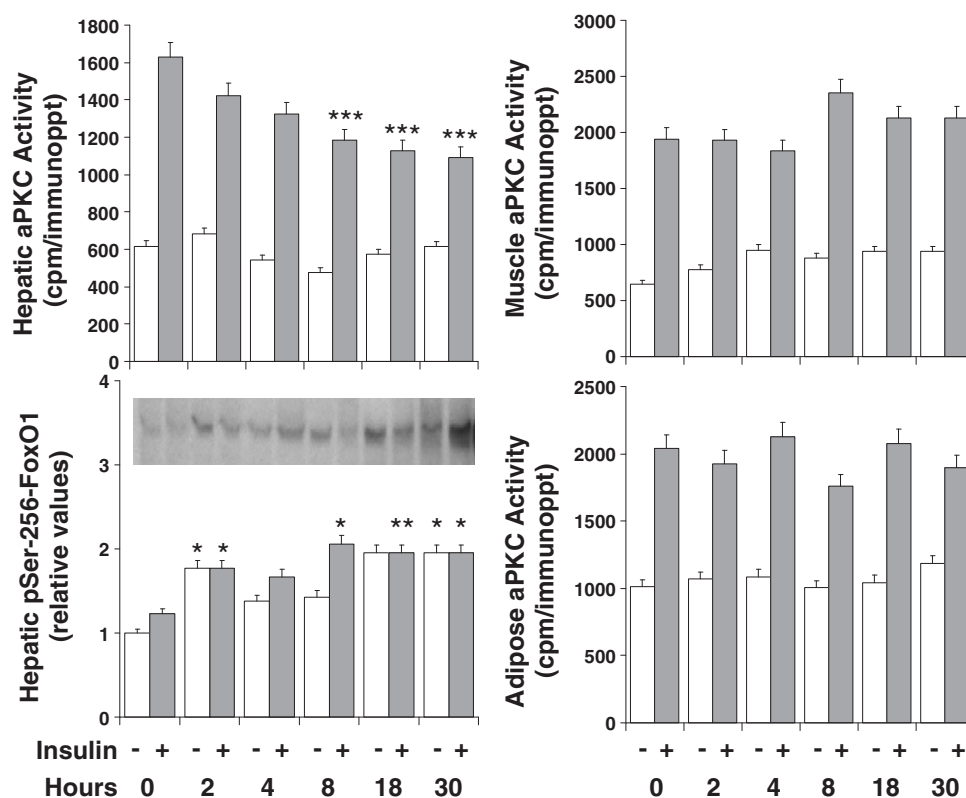 Hepatic aPKC Activity
(cpm/immunoppt)
1800
1600
1400
1200
1000
800
600
400
200
0
*** *** ***
Muscle aPKC Activity
(cpm/immunoppt)
3000
2500
2000
1500
1000
500
0
Hepatic pSer-256-FoxO1
(relative values)
4
3
2
1
0
* * * ** * *
Adipose aPKC Activity
(cpm/immunoppt)
2500
2000
1500
1000
500
0
Insulin - + - + - + - + - + - +
Hours 0 2 4 8 18 30
- + - + - + - + - + - +
0 2 4 8 18 30